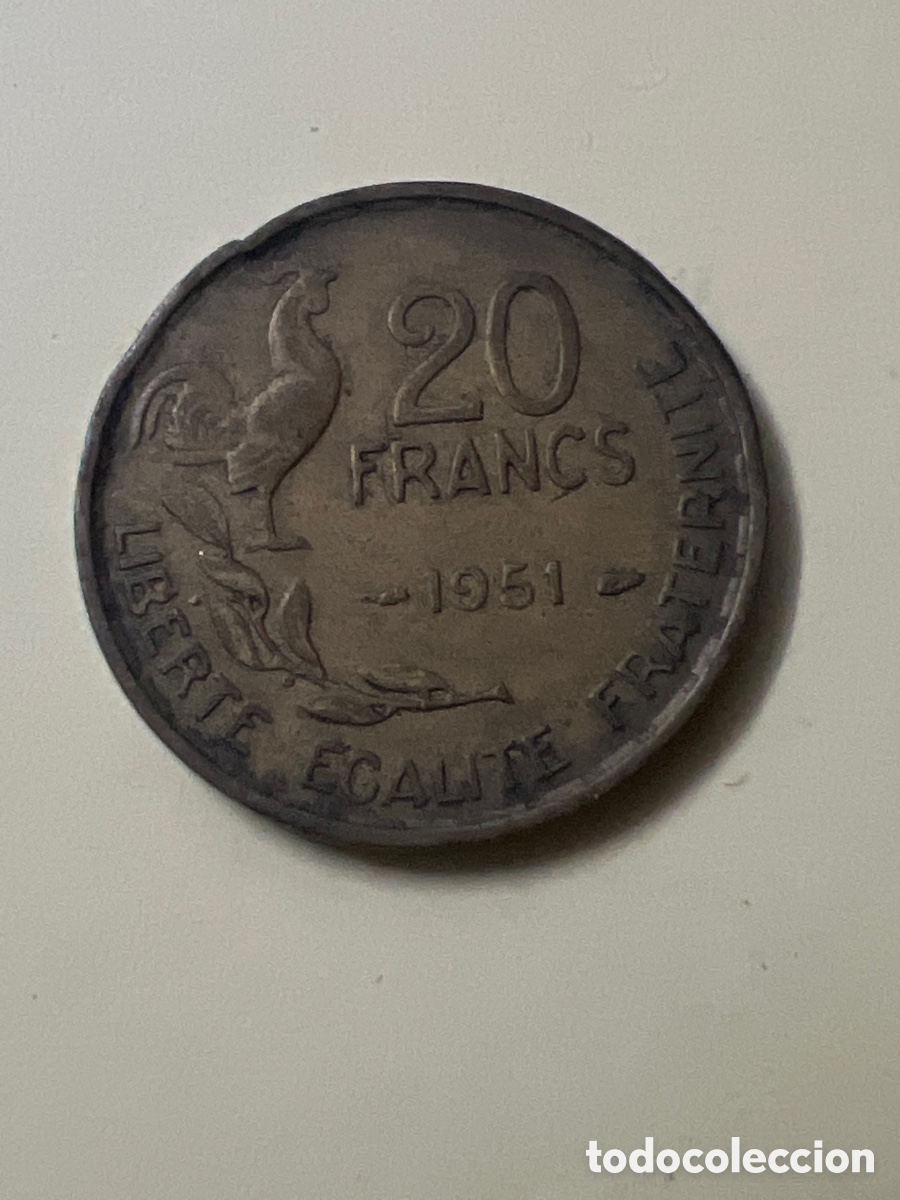 20
FRANCS
1951
LIBERTE EGALITE FRATERNITE
todocoleccion